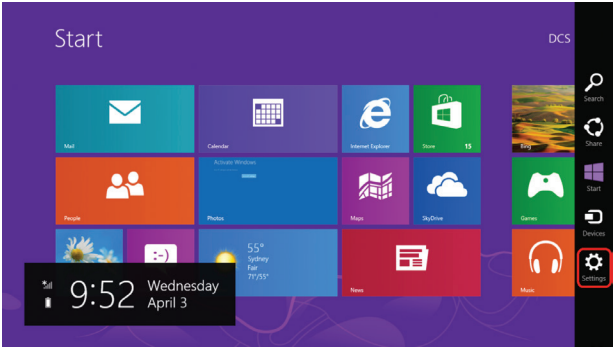 Start
DCS
Search
Share
Start
Devices
Settings
Mail
Calendar
Internet Explorer
Store 15
Bing
People
Activate Windows
Photos
Maps
SkyDrive
Games
:-)
55°
Sydney
Fair
71°/55°
News
Music
9:52
Wednesday
April 3